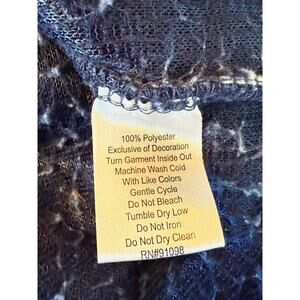 100% Polyester
Exclusive of Decoration
Turn Garment Inside Out
Machine Wash Cold
With Like Colors
Gentle Cycle
Do Not Bleach
Tumble Dry Low
Do Not Iron
Do Not Dry Clean
RN#91098